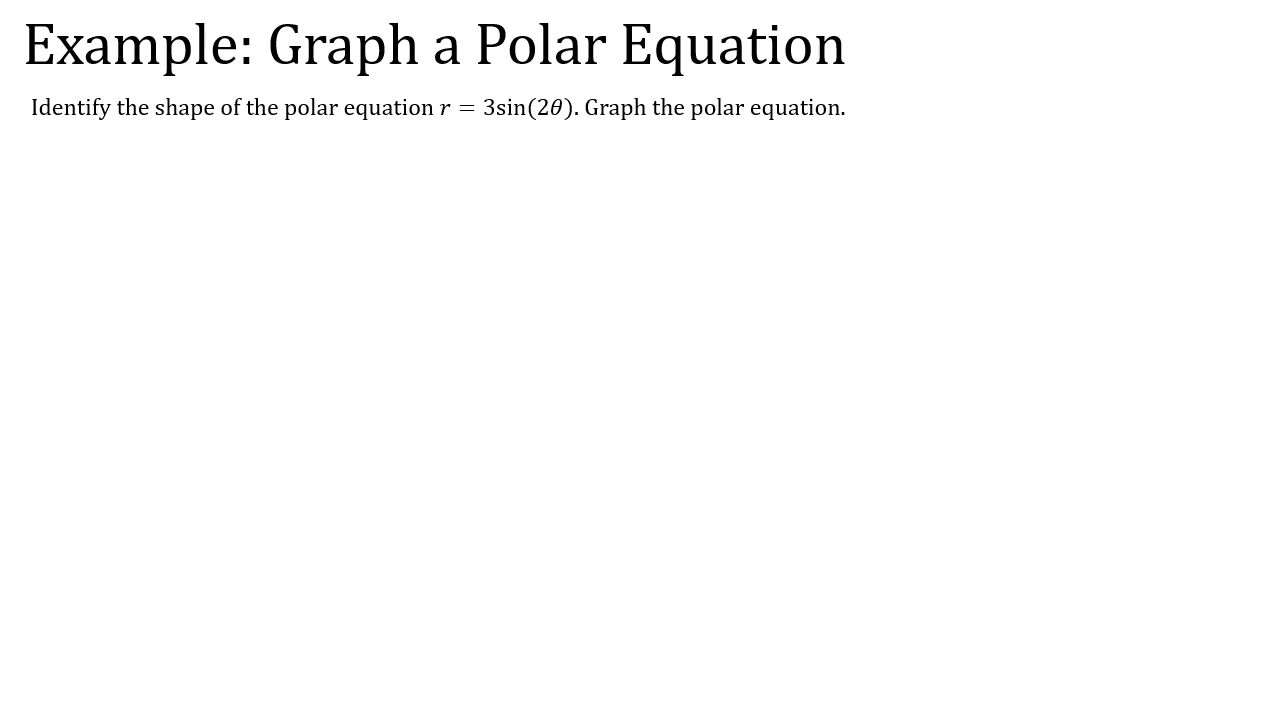 Example: Graph a Polar Equation
Identify the shape of the polar equation 𝑟 = 3sin(2𝜃). Graph the polar equation.